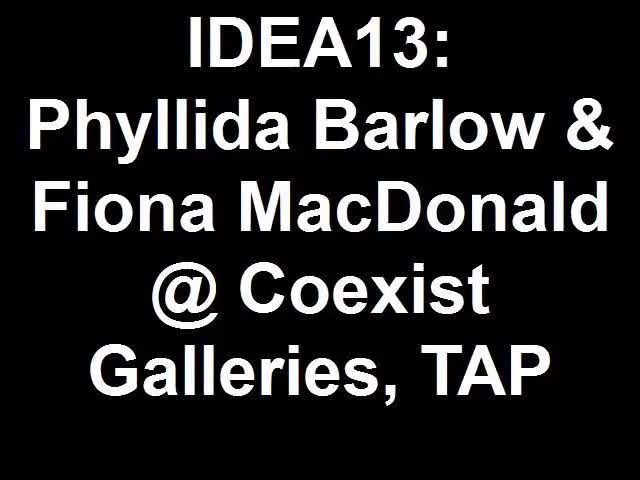 IDEA13:
Phyllida Barlow &
Fiona MacDonald
@ Coexist
Galleries, TAP